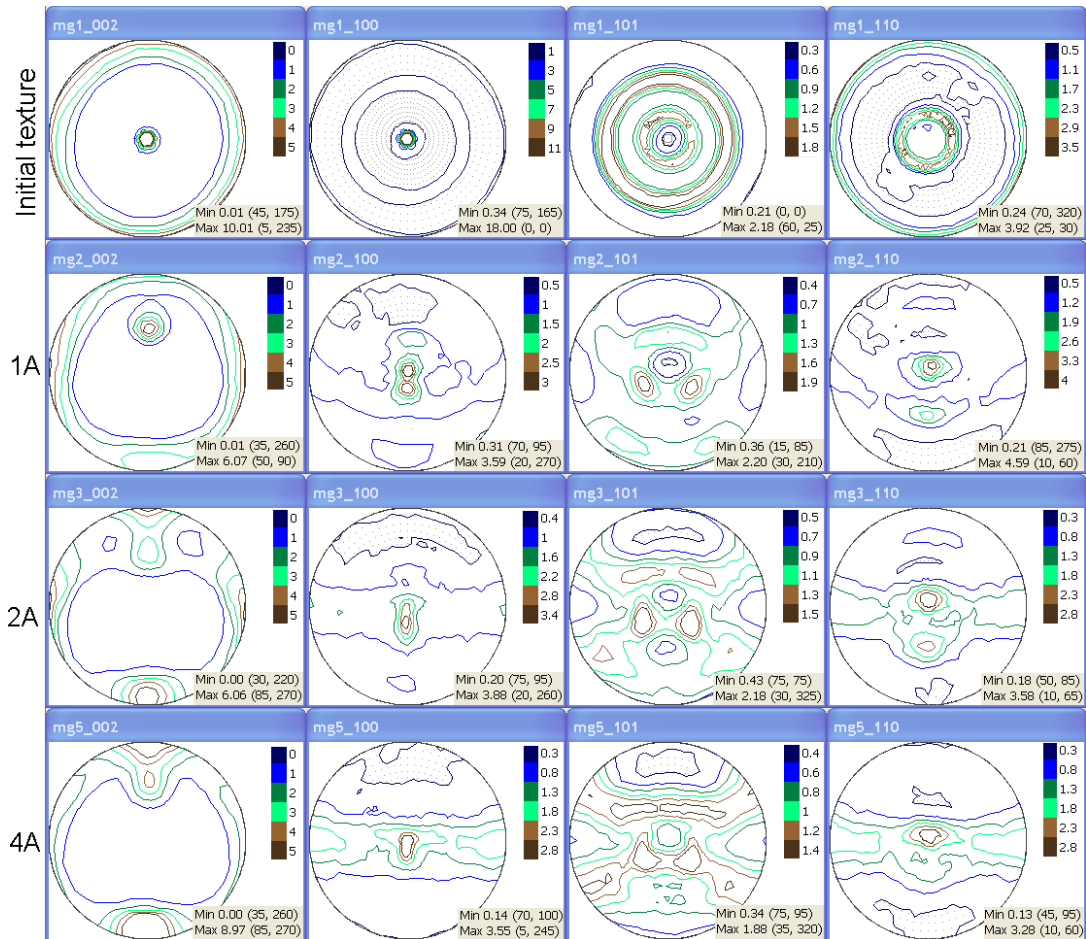 Initial texture
mg1_002
0
1
2
3
4
5
Min 0.01 (45, 175)
Max 10.01 (5, 235)
mg1_100
1
3
5
7
9
11
Min 0.34 (75, 165)
Max 18.00 (0, 0)
mg1_101
0.3
0.6
0.9
1.2
1.5
1.8
Min 0.21 (0, 0)
Max 2.18 (60, 25)
mg1_110
0.5
1.1
1.7
2.3
2.9
3.5
Min 0.24 (70, 320)
Max 3.92 (25, 30)
1A
mg2_002
0
1
2
3
4
5
Min 0.01 (35, 260)
Max 6.07 (50, 90)
mg2_100
0.5
1
1.5
2
2.5
3
Min 0.31 (70, 95)
Max 3.59 (20, 270)
mg2_101
0.4
0.7
1
1.3
1.6
1.9
Min 0.36 (15, 85)
Max 2.20 (30, 210)
mg2_110
0.5
1.2
1.9
2.6
3.3
4
Min 0.21 (85, 275)
Max 4.59 (10, 60)
2A
mg3_002
0
1
2
3
4
5
Min 0.00 (30, 220)
Max 6.06 (85, 270)
mg3_100
0.4
1
1.6
2.2
2.8
3.4
Min 0.20 (75, 95)
Max 3.88 (20, 260)
mg3_101
0.5
0.7
0.9
1.1
1.3
1.5
Min 0.43 (75, 75)
Max 2.18 (30, 325)
mg3_110
0.3
0.8
1.3
1.8
2.3
2.8
Min 0.18 (50, 85)
Max 3.58 (10, 65)
4A
mg5_002
0
1
2
3
4
5
Min 0.00 (35, 260)
Max 8.97 (85, 270)
mg5_100
0.3
0.8
1.3
1.8
2.3
2.8
Min 0.14 (70, 100)
Max 3.55 (5, 245)
mg5_101
0.4
0.6
0.8
1
1.2
1.4
Min 0.34 (75, 95)
Max 1.88 (35, 320)
mg5_110
0.3
0.8
1.3
1.8
2.3
2.8
Min 0.13 (45, 95)
Max 3.28 (10, 60)